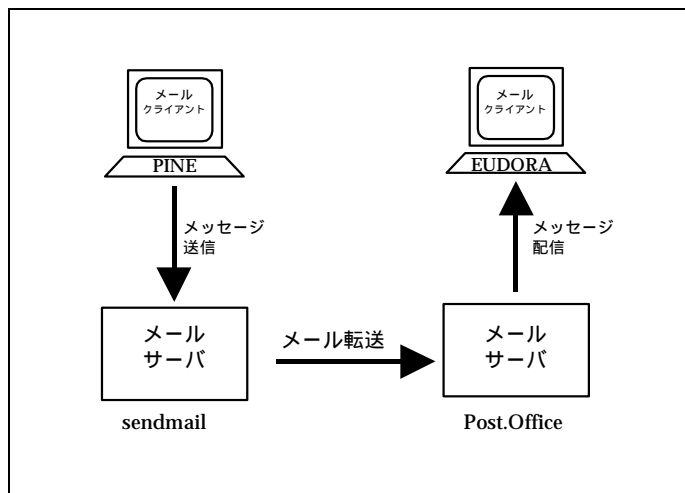 メール
クライアント
PINE
メール
クライアント
EUDORA
メッセージ
送信
メッセージ
配信
メール
サーバ
sendmail
メール転送
メール
サーバ
Post.Office